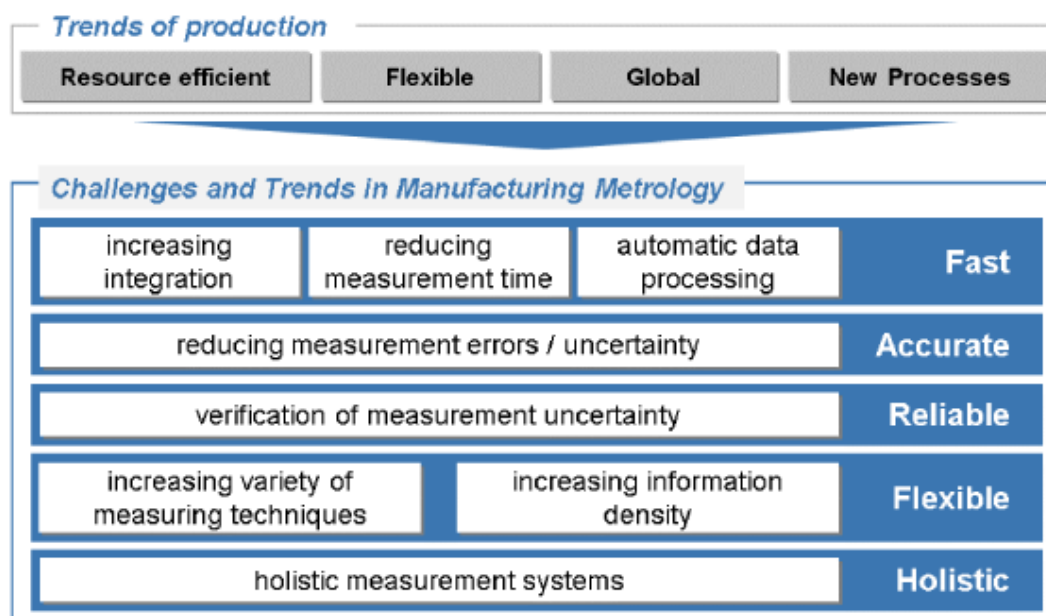 Trends of production
Resource efficient
Flexible
Global
New Processes
Challenges and Trends in Manufacturing Metrology
increasing
integration
reducing
measurement time
automatic data
processing
Fast
reducing measurement errors / uncertainty
Accurate
verification of measurement uncertainty
Reliable
increasing variety of
measuring techniques
increasing information
density
Flexible
holistic measurement systems
Holistic